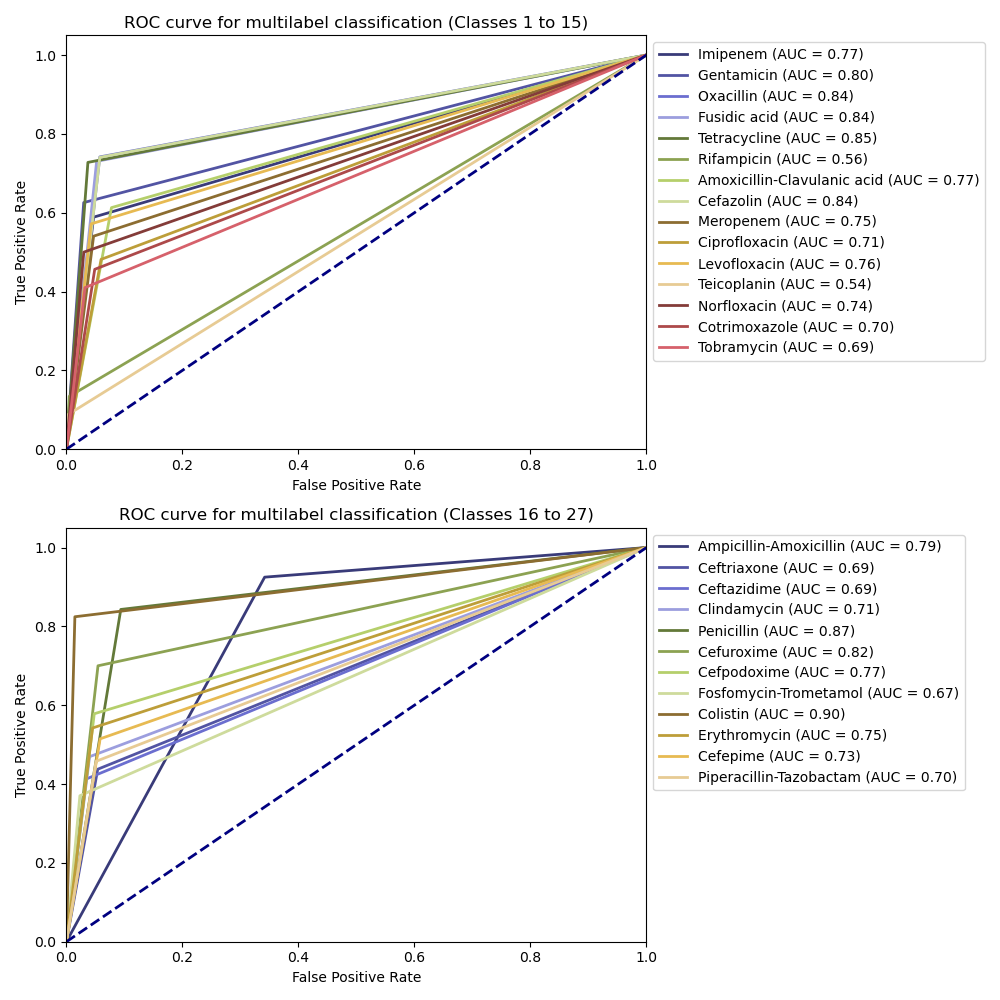 ROC curve for multilabel classification (Classes 1 to 15)
1.0
0.8
0.6
0.4
0.2
0.0
True Positive Rate
0.0 0.2 0.4 0.6 0.8 1.0
False Positive Rate
Imipenem (AUC = 0.77)
Gentamicin (AUC = 0.80)
Oxacillin (AUC = 0.84)
Fusidic acid (AUC = 0.84)
Tetracycline (AUC = 0.85)
Rifampicin (AUC = 0.56)
Amoxicillin-Clavulanic acid (AUC = 0.77)
Cefazolin (AUC = 0.84)
Meropenem (AUC = 0.75)
Ciprofloxacin (AUC = 0.71)
Levofloxacin (AUC = 0.76)
Teicoplanin (AUC = 0.54)
Norfloxacin (AUC = 0.74)
Cotrimoxazole (AUC = 0.70)
Tobramycin (AUC = 0.69)
ROC curve for multilabel classification (Classes 16 to 27)
1.0
0.8
0.6
0.4
0.2
0.0
True Positive Rate
0.0 0.2 0.4 0.6 0.8 1.0
False Positive Rate
Ampicillin-Amoxicillin (AUC = 0.79)
Ceftriaxone (AUC = 0.69)
Ceftazidime (AUC = 0.69)
Clindamycin (AUC = 0.71)
Penicillin (AUC = 0.87)
Cefuroxime (AUC = 0.82)
Cefpodoxime (AUC = 0.77)
Fosfomycin-Trometamol (AUC = 0.67)
Colistin (AUC = 0.90)
Erythromycin (AUC = 0.75)
Cefepime (AUC = 0.73)
Piperacillin-Tazobactam (AUC = 0.70)